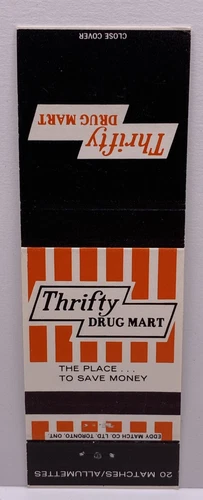 CLOSE COVER
Thrifty
DRUG MART
Thrifty
DRUG MART
THE PLACE . . .
TO SAVE MONEY
EDDY MATCH CO. LTD. TORONTO, ONT.
20 MATCHES/ALLUMETTES